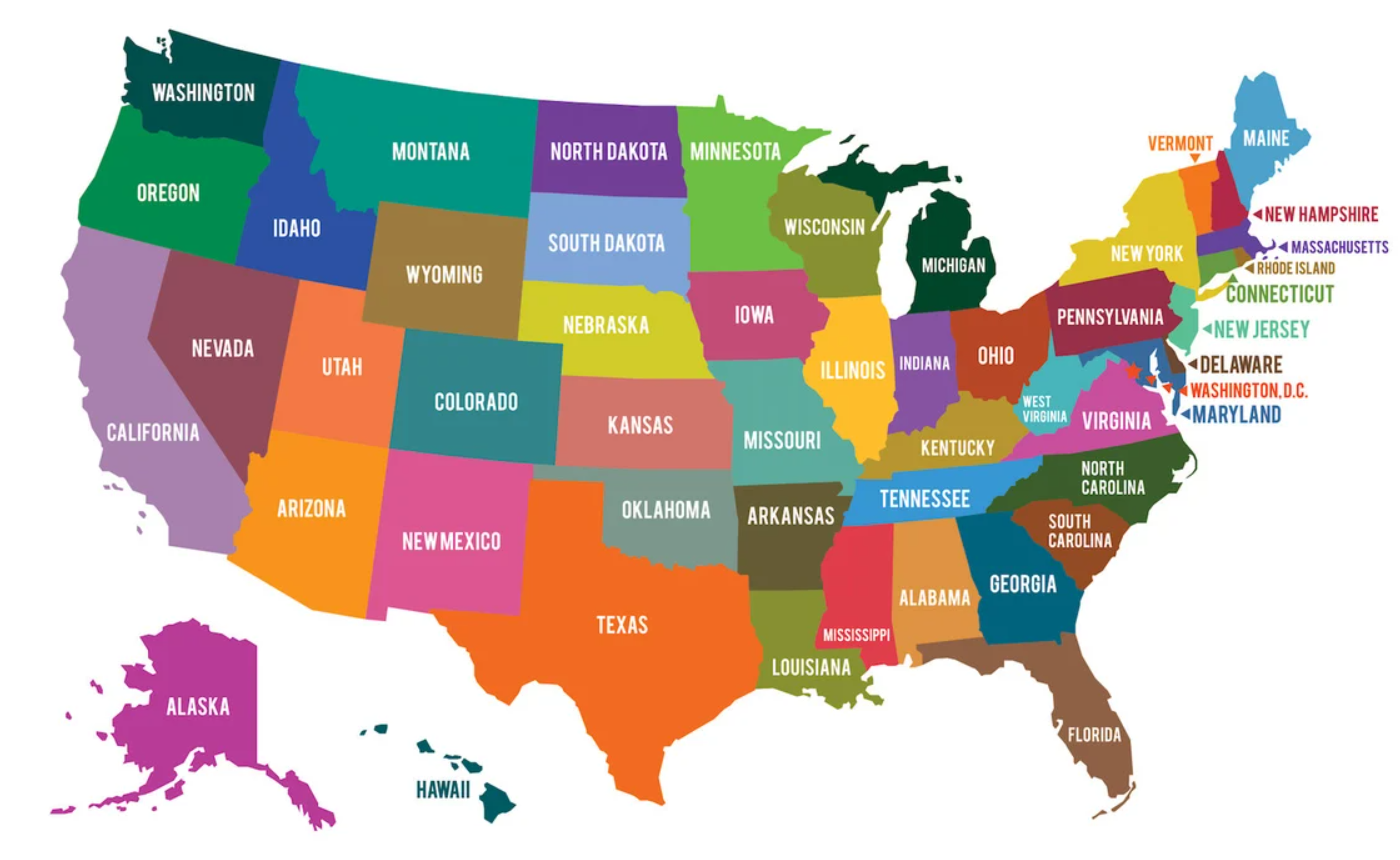 WASHINGTON
MONTANA
NORTH DAKOTA
MINNESOTA
VERMONT
MAINE
OREGON
IDAHO
WYOMING
SOUTH DAKOTA
WISCONSIN
MICHIGAN
NEW YORK
NEW HAMPSHIRE
MASSACHUSETTS
RHODE ISLAND
CONNECTICUT
NEVADA
UTAH
COLORADO
NEBRASKA
IOWA
ILLINOIS
INDIANA
OHIO
PENNSYLVANIA
NEW JERSEY
DELAWARE
WASHINGTON, D.C.
MARYLAND
CALIFORNIA
KANSAS
MISSOURI
KENTUCKY
WEST
VIRGINIA
VIRGINIA
ARIZONA
NEW MEXICO
OKLAHOMA
ARKANSAS
TENNESSEE
NORTH
CAROLINA
SOUTH
CAROLINA
TEXAS
LOUISIANA
MISSISSIPPI
ALABAMA
GEORGIA
FLORIDA
ALASKA
HAWAII